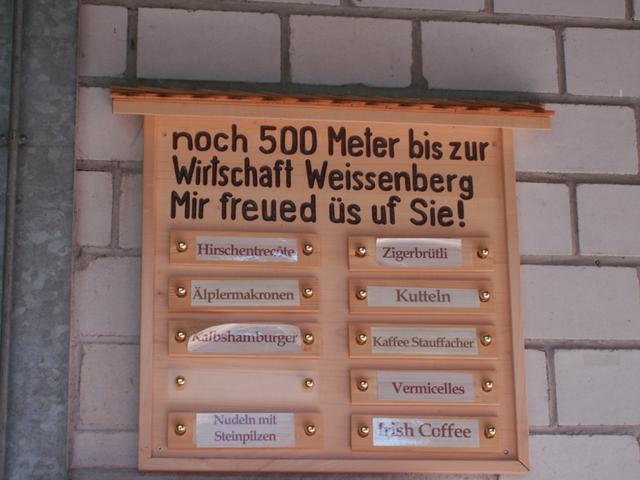 noch 500 Meter bis zur
Wirtschaft Weissenberg
Mir freued üs uf Sie!
Hirschentrecôte
Älplermakronen
Kalbshamburger
Nudeln mit
Steinpilzen
Zigerbrütli
Kutteln
Kaffee Stauffacher
Vermicelles
Irish Coffee